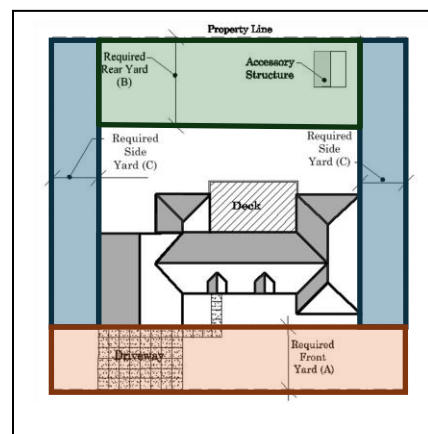 Property Line
Required
Rear Yard
(B)
Accessory
Structure
Required
Side
Yard (C)
Required
Side
Yard (C)
Deck
Driveway
Required
Front
Yard (A)